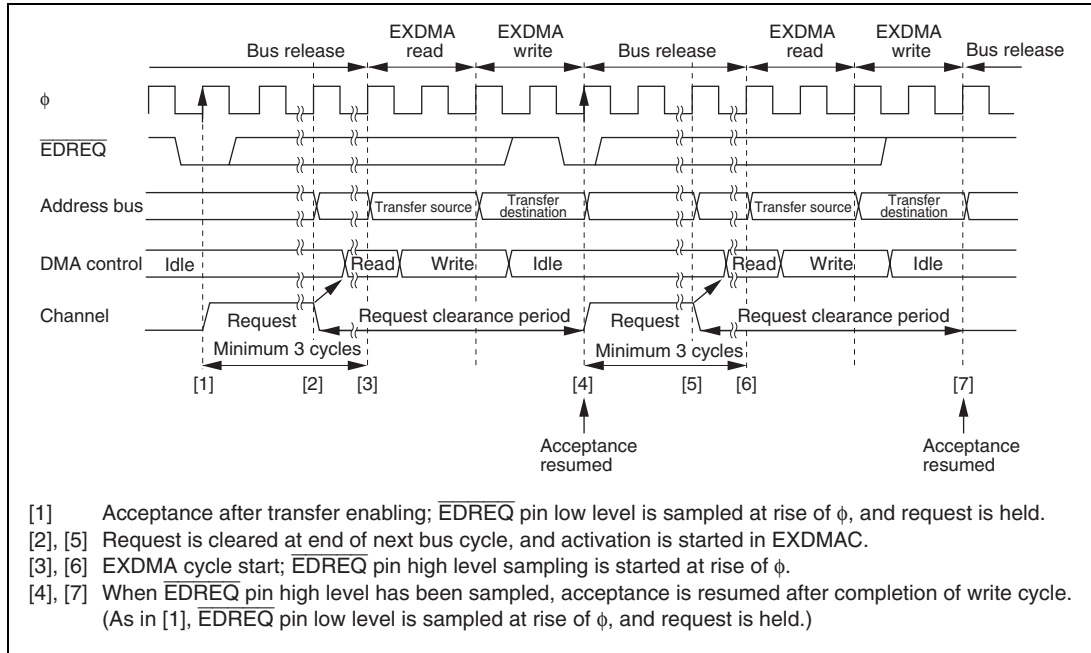 EXDMA read EXDMA write EXDMA read EXDMA write
Bus release Bus release Bus release
φ
EDREQ
Address bus Transfer source Transfer destination Transfer source Transfer destination
DMA control Idle Read Write Idle Read Write Idle
Channel Request Request clearance period Request Request clearance period
Minimum 3 cycles Minimum 3 cycles
[1] [2] [3] [4] [5] [6] [7]
Acceptance resumed Acceptance resumed
[1] Acceptance after transfer enabling; EDREQ pin low level is sampled at rise of φ, and request is held.
[2], [5] Request is cleared at end of next bus cycle, and activation is started in EXDMAC.
[3], [6] EXDMA cycle start; EDREQ pin high level sampling is started at rise of φ.
[4], [7] When EDREQ pin high level has been sampled, acceptance is resumed after completion of write cycle.
(As in [1], EDREQ pin low level is sampled at rise of φ, and request is held.)